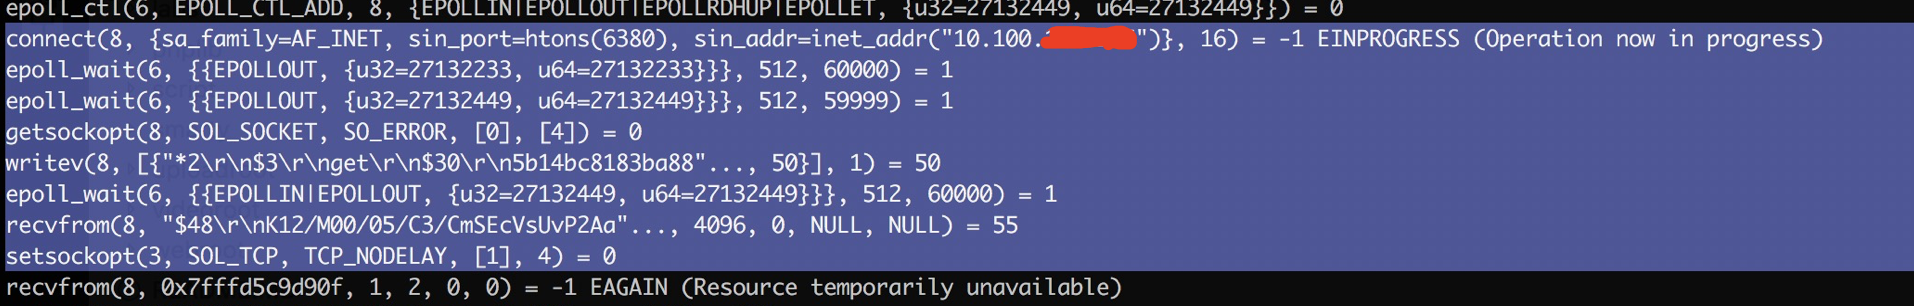 epoll_ctl(6, EPOLL_CTL_ADD, 8, {EPOLLIN|EPOLLOUT|EPOLLRDHUP|EPOLLET, {u32=27132449, u64=27132449}}) = 0
connect(8, {sa_family=AF_INET, sin_port=htons(6380), sin_addr=inet_addr("10.100. ")}, 16) = -1 EINPROGRESS (Operation now in progress)
epoll_wait(6, {{EPOLLOUT, {u32=27132233, u64=27132233}}}, 512, 60000) = 1
epoll_wait(6, {{EPOLLOUT, {u32=27132449, u64=27132449}}}, 512, 59999) = 1
getsockopt(8, SOL_SOCKET, SO_ERROR, [0], [4]) = 0
writev(8, [{"*2\r\n$3\r\nget\r\n$30\r\n5b14bc8183ba88"..., 50}], 1) = 50
epoll_wait(6, {{EPOLLIN|EPOLLOUT, {u32=27132449, u64=27132449}}}, 512, 60000) = 1
recvfrom(8, "$48\r\nK12/M00/05/C3/CmSEcVsUvP2Aa"..., 4096, 0, NULL, NULL) = 55
setsockopt(3, SOL_TCP, TCP_NODELAY, [1], 4) = 0
recvfrom(8, 0x7fffd5c9d90f, 1, 2, 0, 0) = -1 EAGAIN (Resource temporarily unavailable)